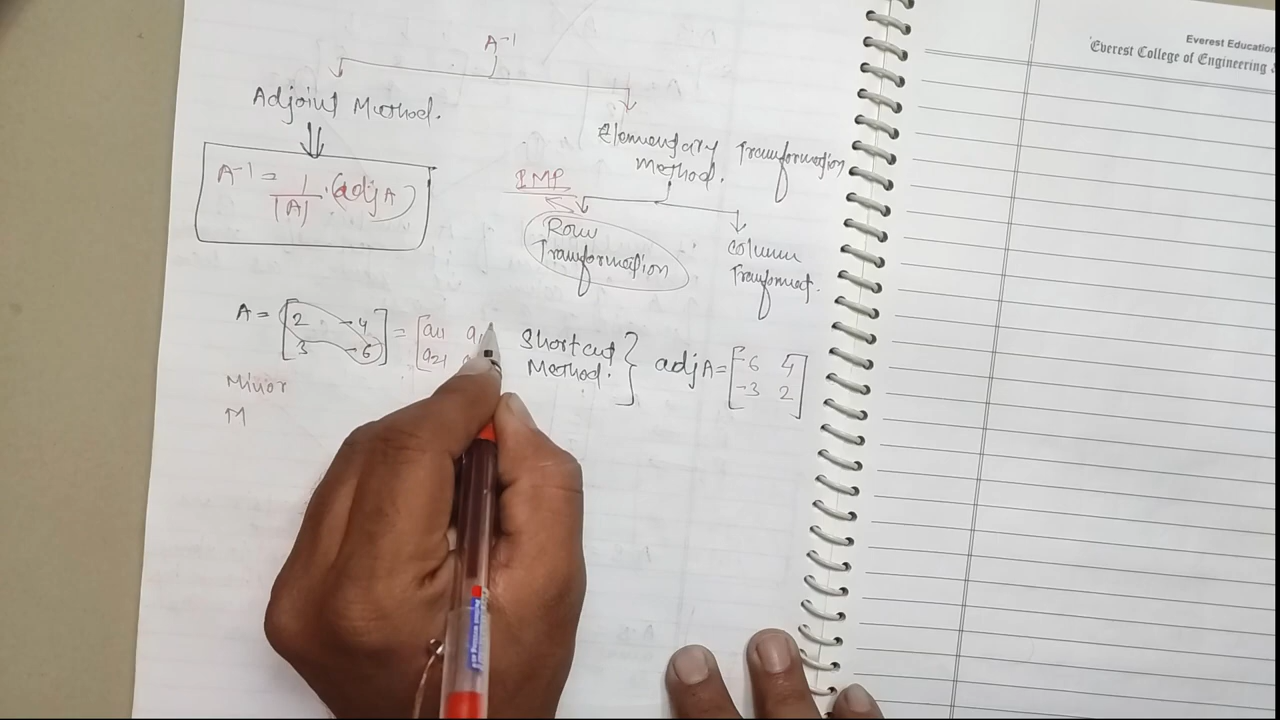 A⁻¹
Adjoint Method.
Elementary Transformation
Method.
A⁻¹ = 1/|A| · (adj A)
IMP
Row
Transformation
Column
Transformat.
A = [2 -4
3 -6] = [a11 a1
a21 a
Shortcut
Method. } adj A = [-6 4
-3 2]
Minor
M
Everest Education
Everest College of Engineering